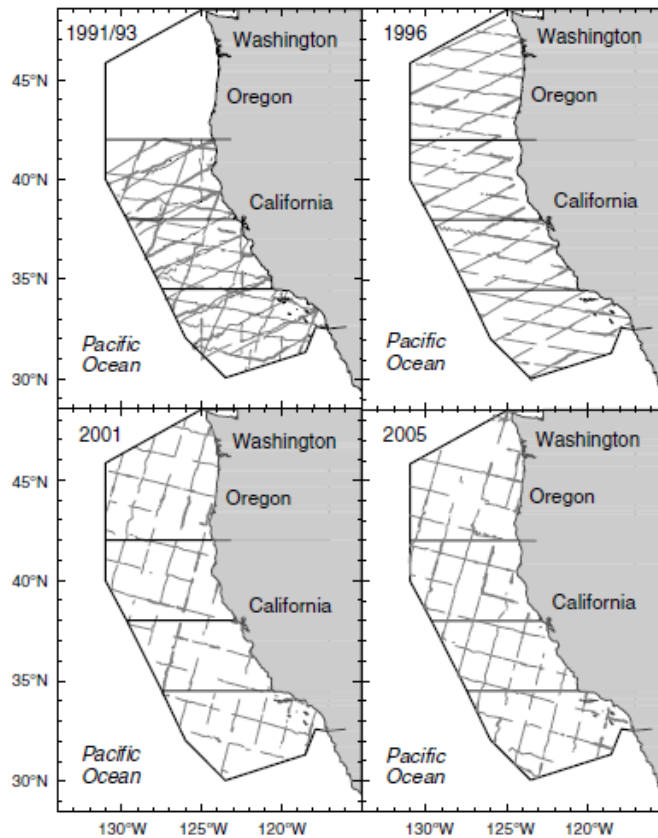 1991/93
Washington
Oregon
California
Pacific
Ocean
1996
Washington
Oregon
California
Pacific
Ocean
45°N
40°N
35°N
30°N
2001
Washington
Oregon
California
Pacific
Ocean
2005
Washington
Oregon
California
Pacific
Ocean
45°N
40°N
35°N
30°N
130°W 125°W 120°W 130°W 125°W 120°W